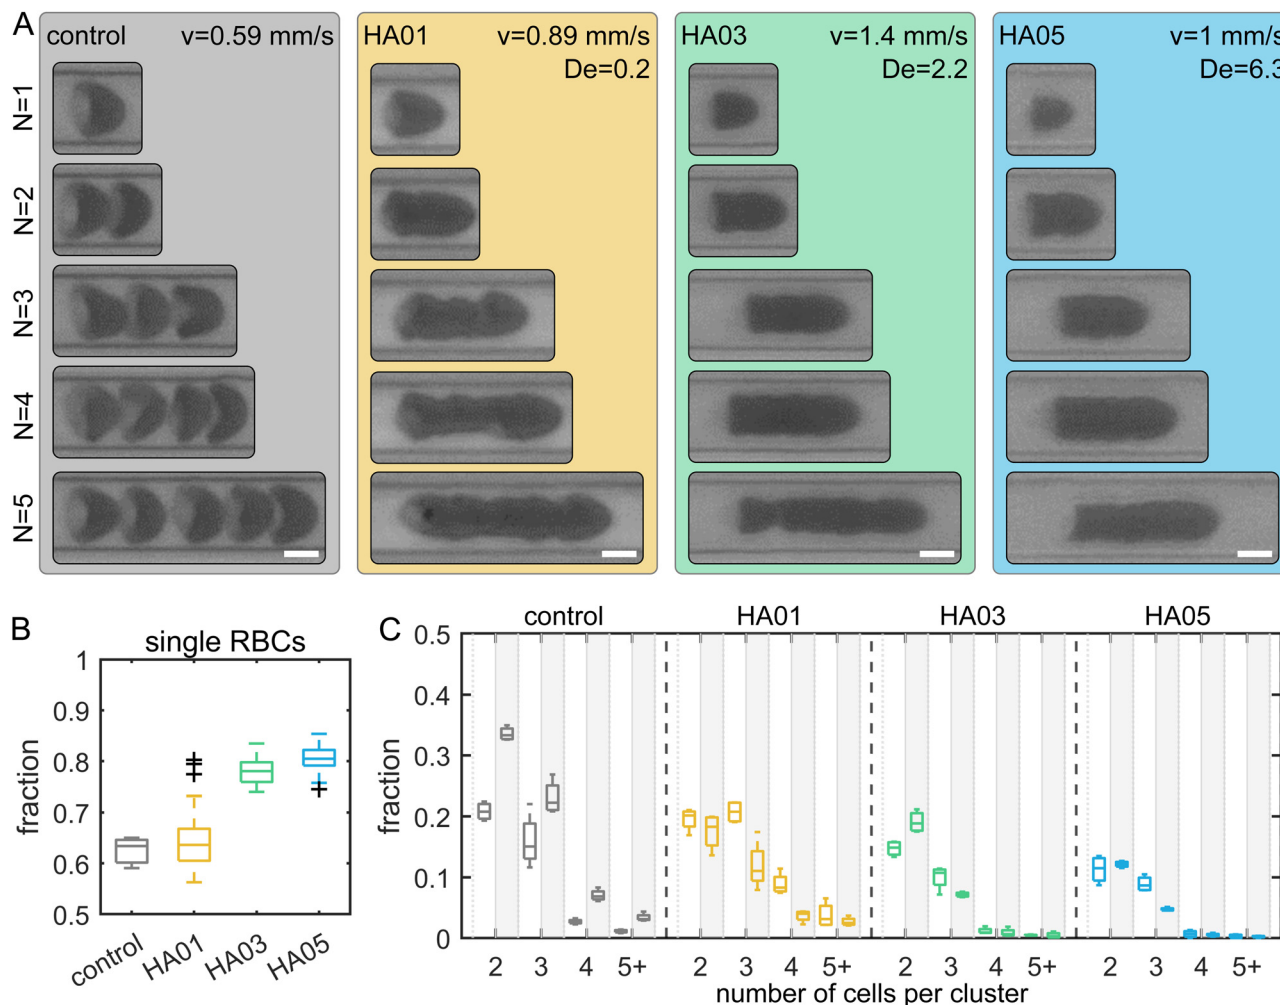 A
control v=0.59 mm/s
HA01 v=0.89 mm/s
De=0.2
HA03 v=1.4 mm/s
De=2.2
HA05 v=1 mm/s
De=6.3
N=1
N=2
N=3
N=4
N=5
B
single RBCs
fraction
1
0.9
0.8
0.7
0.6
0.5
control HA01 HA03 HA05
C
control HA01 HA03 HA05
fraction
0.5
0.4
0.3
0.2
0.1
0
2 3 4 5+ 2 3 4 5+ 2 3 4 5+ 2 3 4 5+
number of cells per cluster